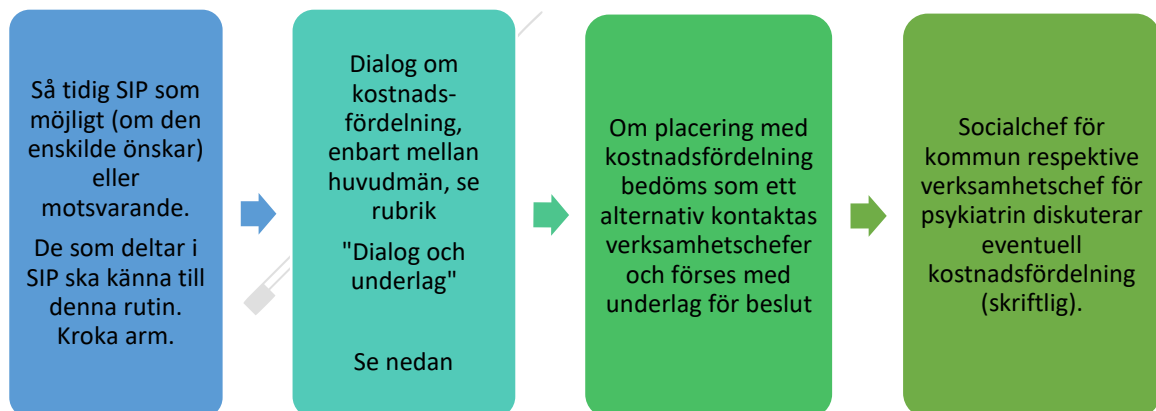 Så tidig SIP som
möjligt (om den
enskilde önskar)
eller
motsvarande.
De som deltar i
SIP ska känna till
denna rutin.
Kroka arm.
Dialog om
kostnads-
fördelning,
enbart mellan
huvudmän, se
rubrik
"Dialog och
underlag"
Se nedan
Om placering med
kostnadsfördelning
bedöms som ett
alternativ kontaktas
verksamhetschefer
och förses med
underlag för beslut
Socialchef för
kommun respektive
verksamhetschef för
psykiatrin diskuterar
eventuell
kostnadsfördelning
(skriftlig).